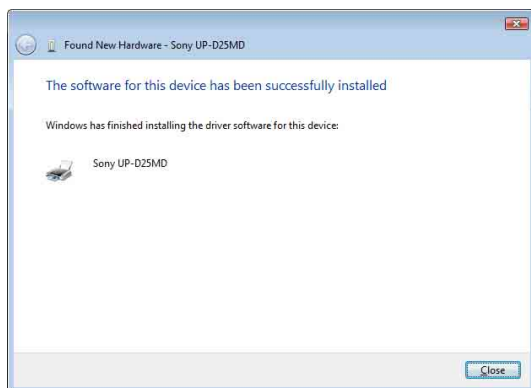 Found New Hardware - Sony UP-D25MD
The software for this device has been successfully installed
Windows has finished installing the driver software for this device:
Sony UP-D25MD
Close